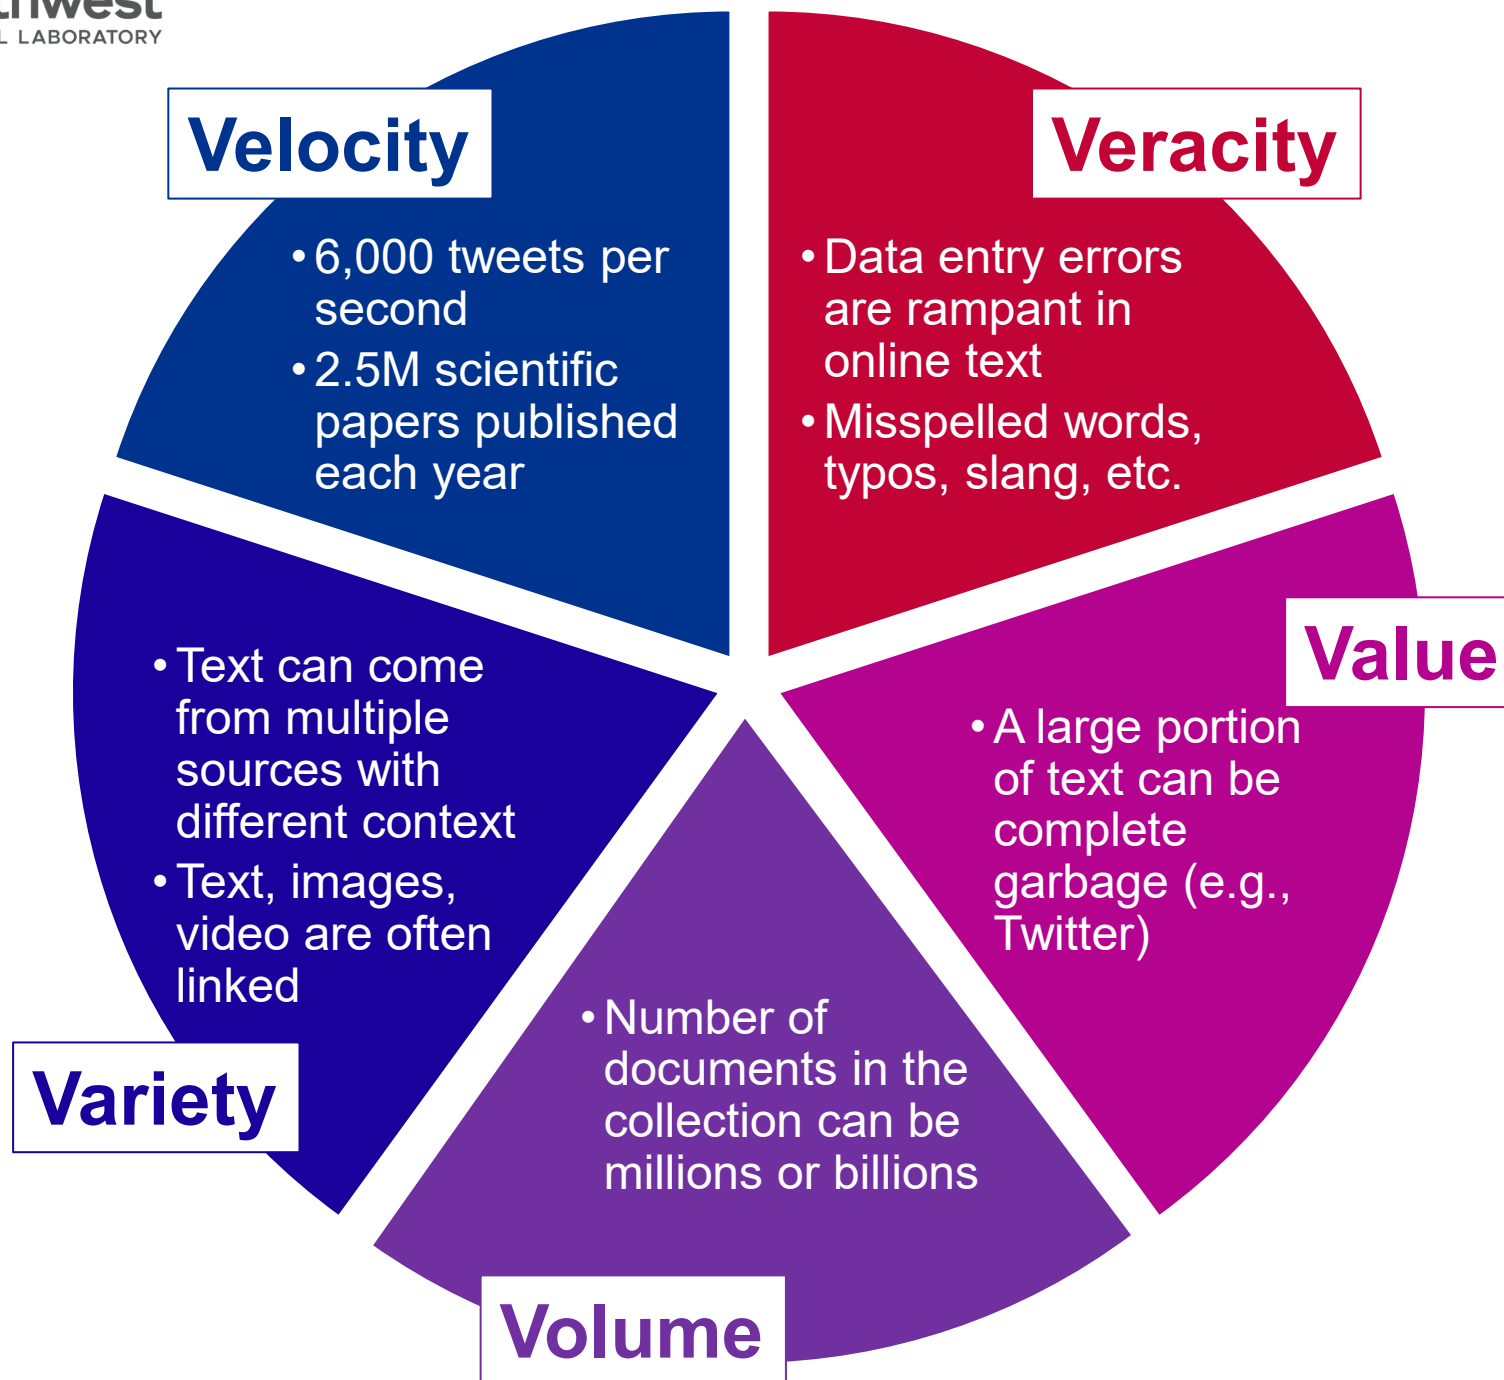 L LABORATORY
Velocity
• 6,000 tweets per
second
• 2.5M scientific
papers published
each year
Veracity
• Data entry errors
are rampant in
online text
• Misspelled words,
typos, slang, etc.
Value
• A large portion
of text can be
complete
garbage (e.g.,
Twitter)
• Text can come
from multiple
sources with
different context
• Text, images,
video are often
linked
Variety
• Number of
documents in the
collection can be
millions or billions
Volume